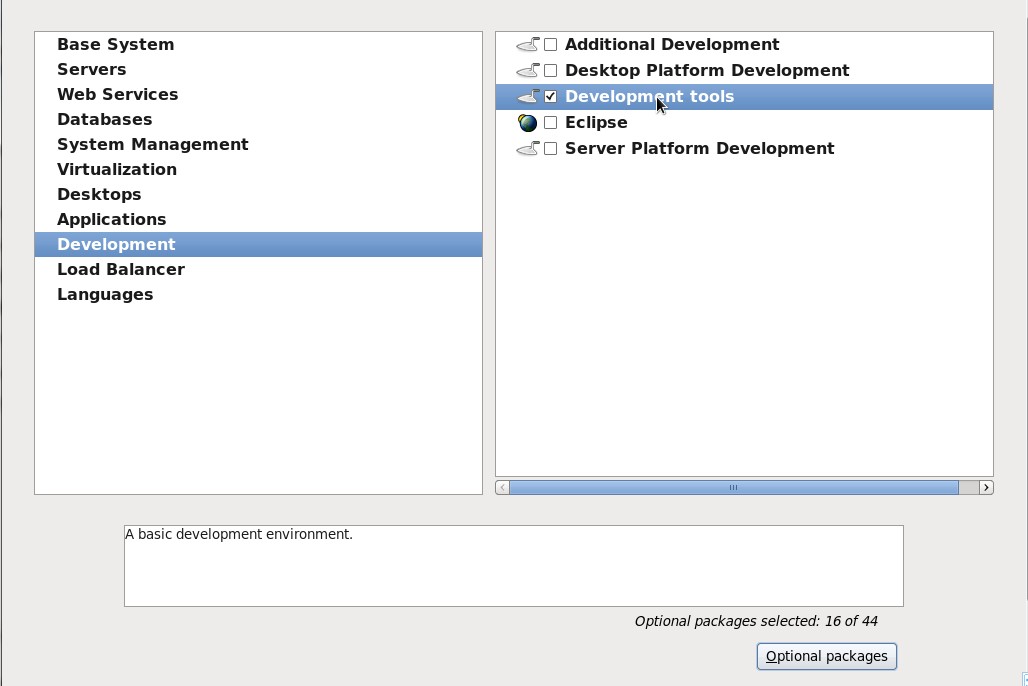 Base System
Servers
Web Services
Databases
System Management
Virtualization
Desktops
Applications
Development
Load Balancer
Languages
Additional Development
Desktop Platform Development
Development tools
Eclipse
Server Platform Development
A basic development environment.
Optional packages selected: 16 of 44
Optional packages